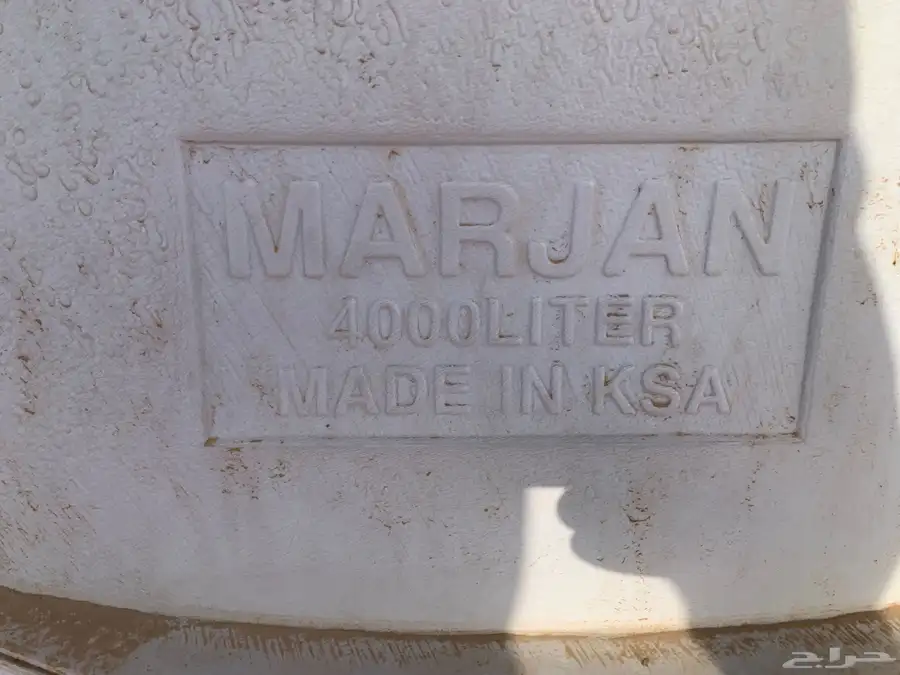 MARJAN
4000LITER
MADE IN KSA
حراج